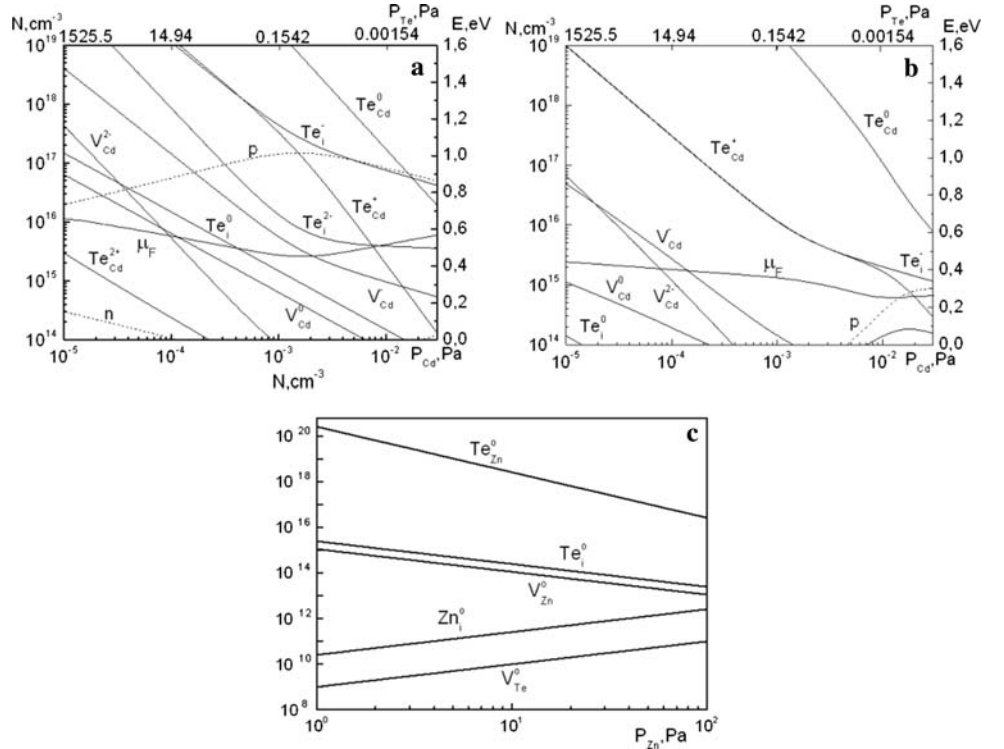 N,cm⁻³ P_Te,Pa E,eV
1525.5 14.94 0.1542 0.00154
10¹⁹ a 1,6
10¹⁸ Te⁰_Cd 1,4
1,2
V²⁻_Cd Te⁻_i
10¹⁷ p 1,0
0,8
10¹⁶ Te⁰_i Te²⁻_i Te⁺_Cd 0,6
Te²⁺_Cd μ_F
10¹⁵ 0,4
n V⁰_Cd V⁻_Cd 0,2
10¹⁴ 0,0
10⁻⁵ 10⁻⁴ 10⁻³ 10⁻² P_Cd,Pa
N,cm⁻³
N,cm⁻³ P_Te,Pa E,eV
1525.5 14.94 0.1542 0.00154
10¹⁹ b 1,6
10¹⁸ Te⁰_Cd 1,4
Te⁺_Cd 1,2
10¹⁷ 1,0
0,8
10¹⁶ V⁻_Cd 0,6
μ_F Te⁻_i
10¹⁵ V⁰_Cd V²⁻_Cd 0,4
Te⁰_i p 0,2
10¹⁴ 0,0
10⁻⁵ 10⁻⁴ 10⁻³ 10⁻² P_Cd,Pa
10²⁰ c
Te⁰_Zn
10¹⁸
10¹⁶
Te⁰_i
10¹⁴
V⁰_Zn
10¹² Zn⁰_i
10¹⁰
V⁰_Te
10⁸
10⁰ 10¹ 10²
P_Zn,Pa